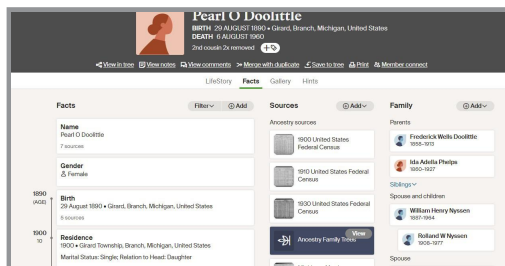 Pearl O Doolittle
BIRTH 29 AUGUST 1890 • Girard, Branch, Michigan, United States
DEATH 6 AUGUST 1960
2nd cousin 2x removed
View in tree View notes View comments Merge with duplicate Save to tree Print Member connect
LifeStory Facts Gallery Hints
Facts
Filter Add
Name
Pearl O Doolittle
7 sources
Gender
Female
1890
(AGE)
Birth
29 August 1890 • Girard, Branch, Michigan, United States
6 sources
1900
10
Residence
1900 • Girard Township, Branch, Michigan, United States
Marital Status: Single; Relation to Head: Daughter
Sources
Add
Ancestry sources
1900 United States
Federal Census
1910 United States Federal
Census
1930 United States Federal
Census
Ancestry Family Trees
View
Family
Add
Parents
Frederick Wells Doolittle
1858–1913
Ida Adella Phelps
1860–1927
Siblings
Spouse and children
William Henry Nyssen
1887–1964
Rolland W Nyssen
1908–1977
Spouse